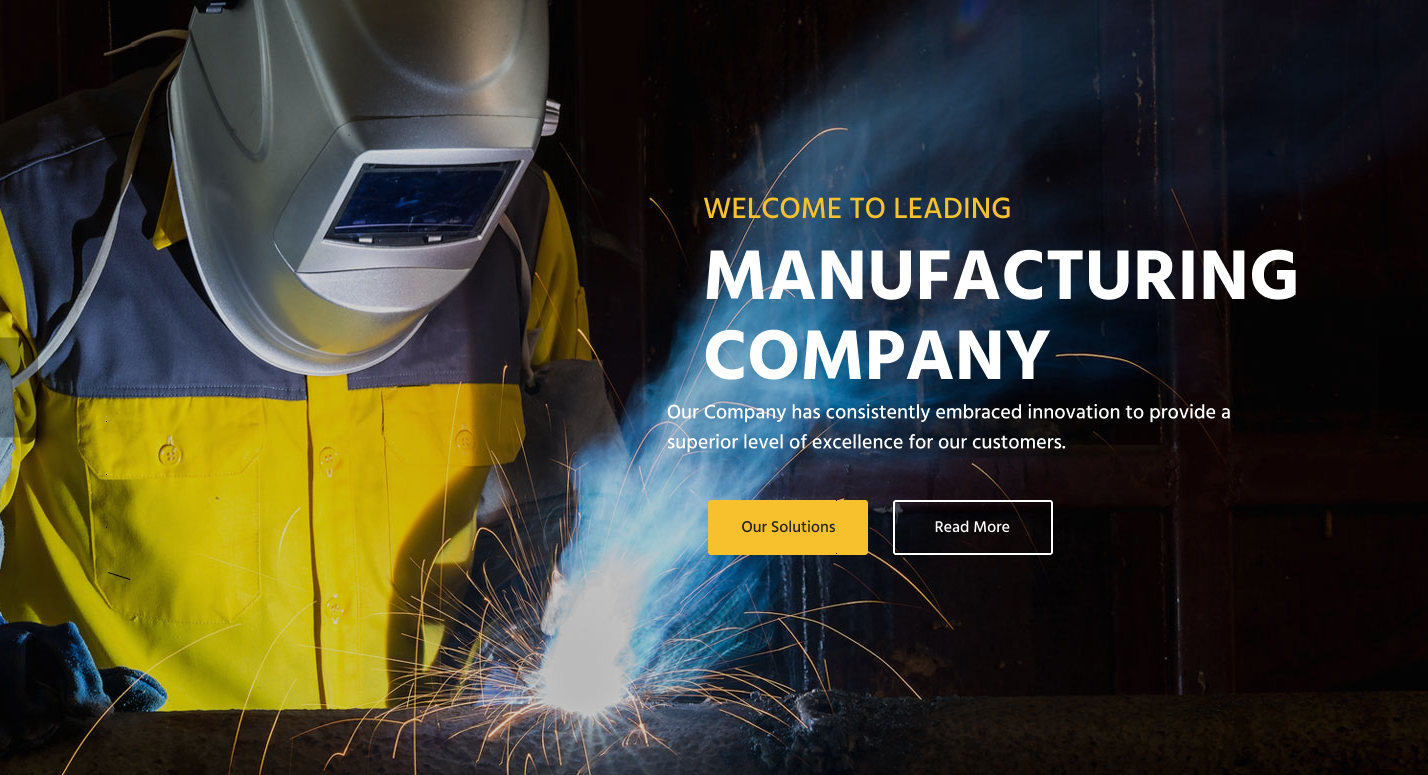 WELCOME TO LEADING
MANUFACTURING
COMPANY
Our Company has consistently embraced innovation to provide a
superior level of excellence for our customers.
Our Solutions
Read More